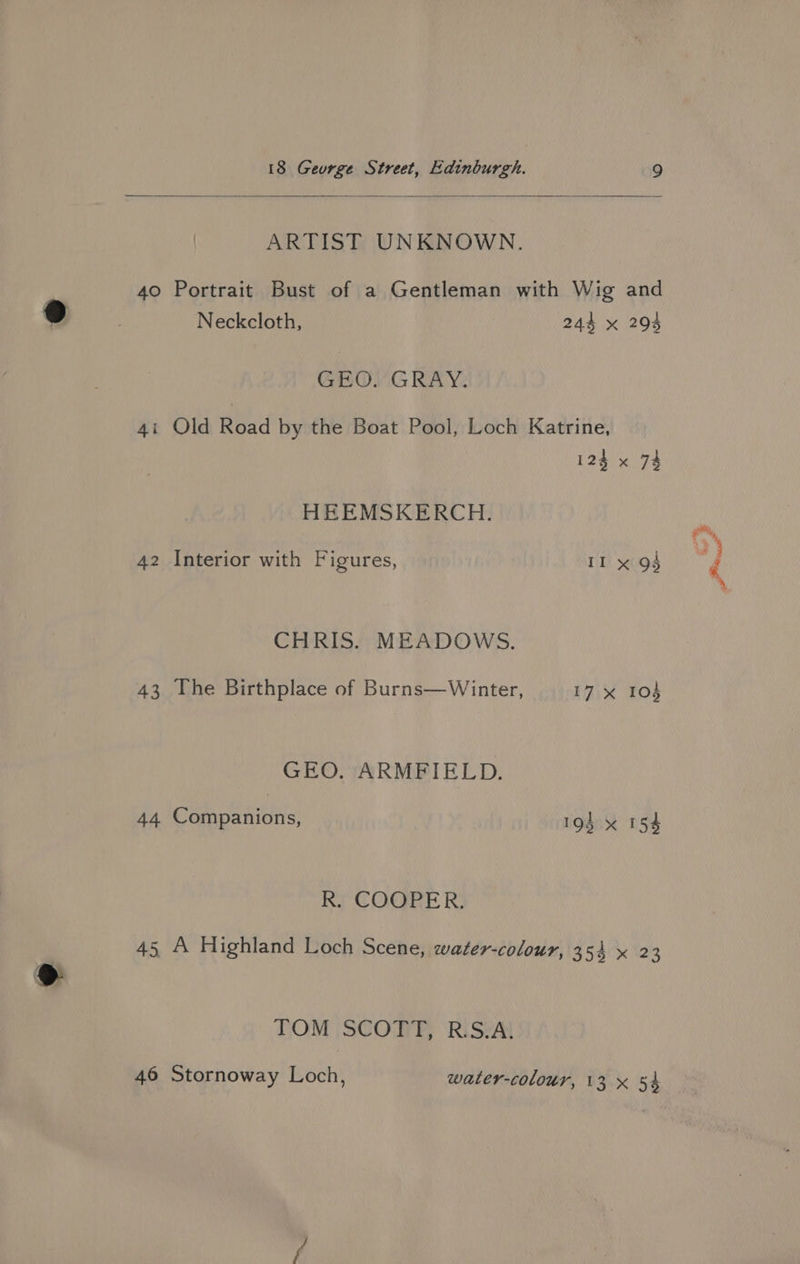 18 George Street, Edinburgh. 9
ARTIST UNKNOWN.
40 Portrait Bust of a Gentleman with Wig and
Neckcloth, 24½ × 29½
GEO. GRAY.
41 Old Road by the Boat Pool, Loch Katrine,
12½ × 7½
HEEMSKERCH.
42 Interior with Figures, 11 × 9½
CHRIS. MEADOWS.
43 The Birthplace of Burns—Winter, 17 × 10½
GEO. ARMFIELD.
44 Companions, 19½ × 15½
R. COOPER.
45 A Highland Loch Scene, water-colour, 35½ × 23
TOM SCOTT, R.S.A.
46 Stornoway Loch, water-colour, 13 × 5½